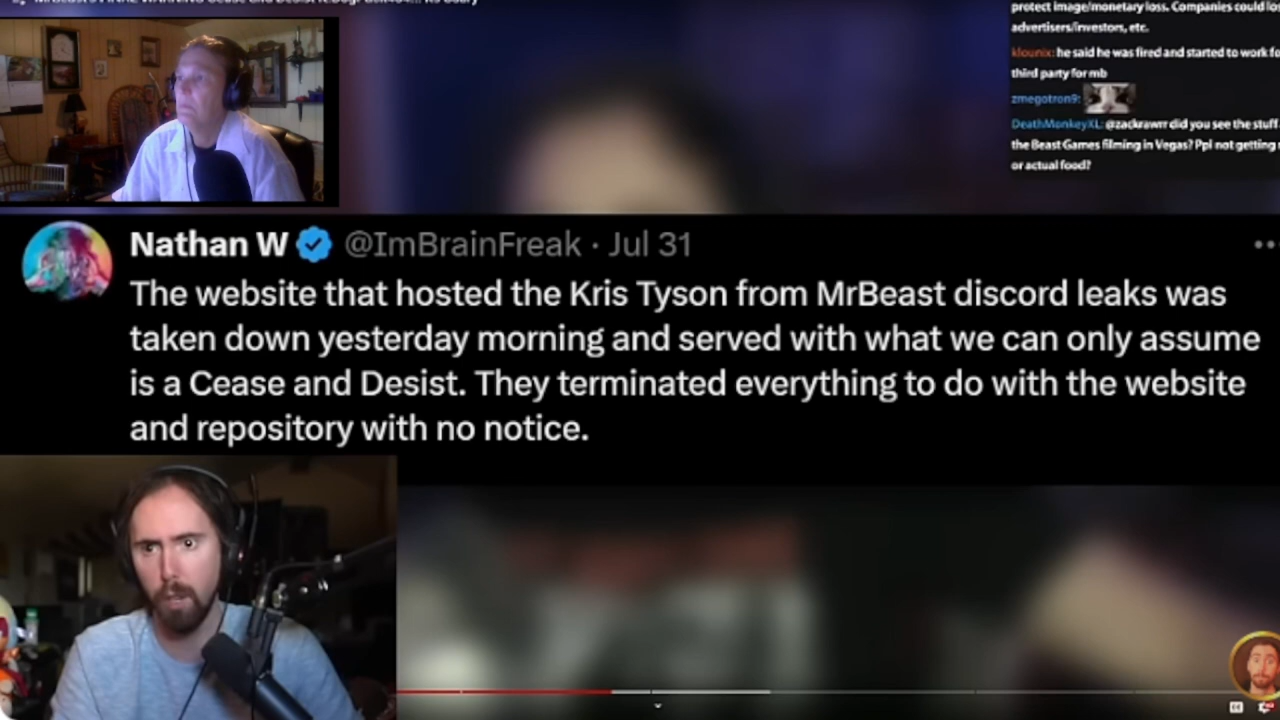 protect image/monetary loss. Companies could
advertisers/investors, etc.
klounix: he said he was fired and started to work
third party for mb
zmegotron9:
DeathMonkeyXL: @zackrawrr did you see the stuff
the Beast Games filming in Vegas? Ppl not getting
or actual food?
Nathan W @ImBrainFreak · Jul 31
The website that hosted the Kris Tyson from MrBeast discord leaks was
taken down yesterday morning and served with what we can only assume
is a Cease and Desist. They terminated everything to do with the website
and repository with no notice.